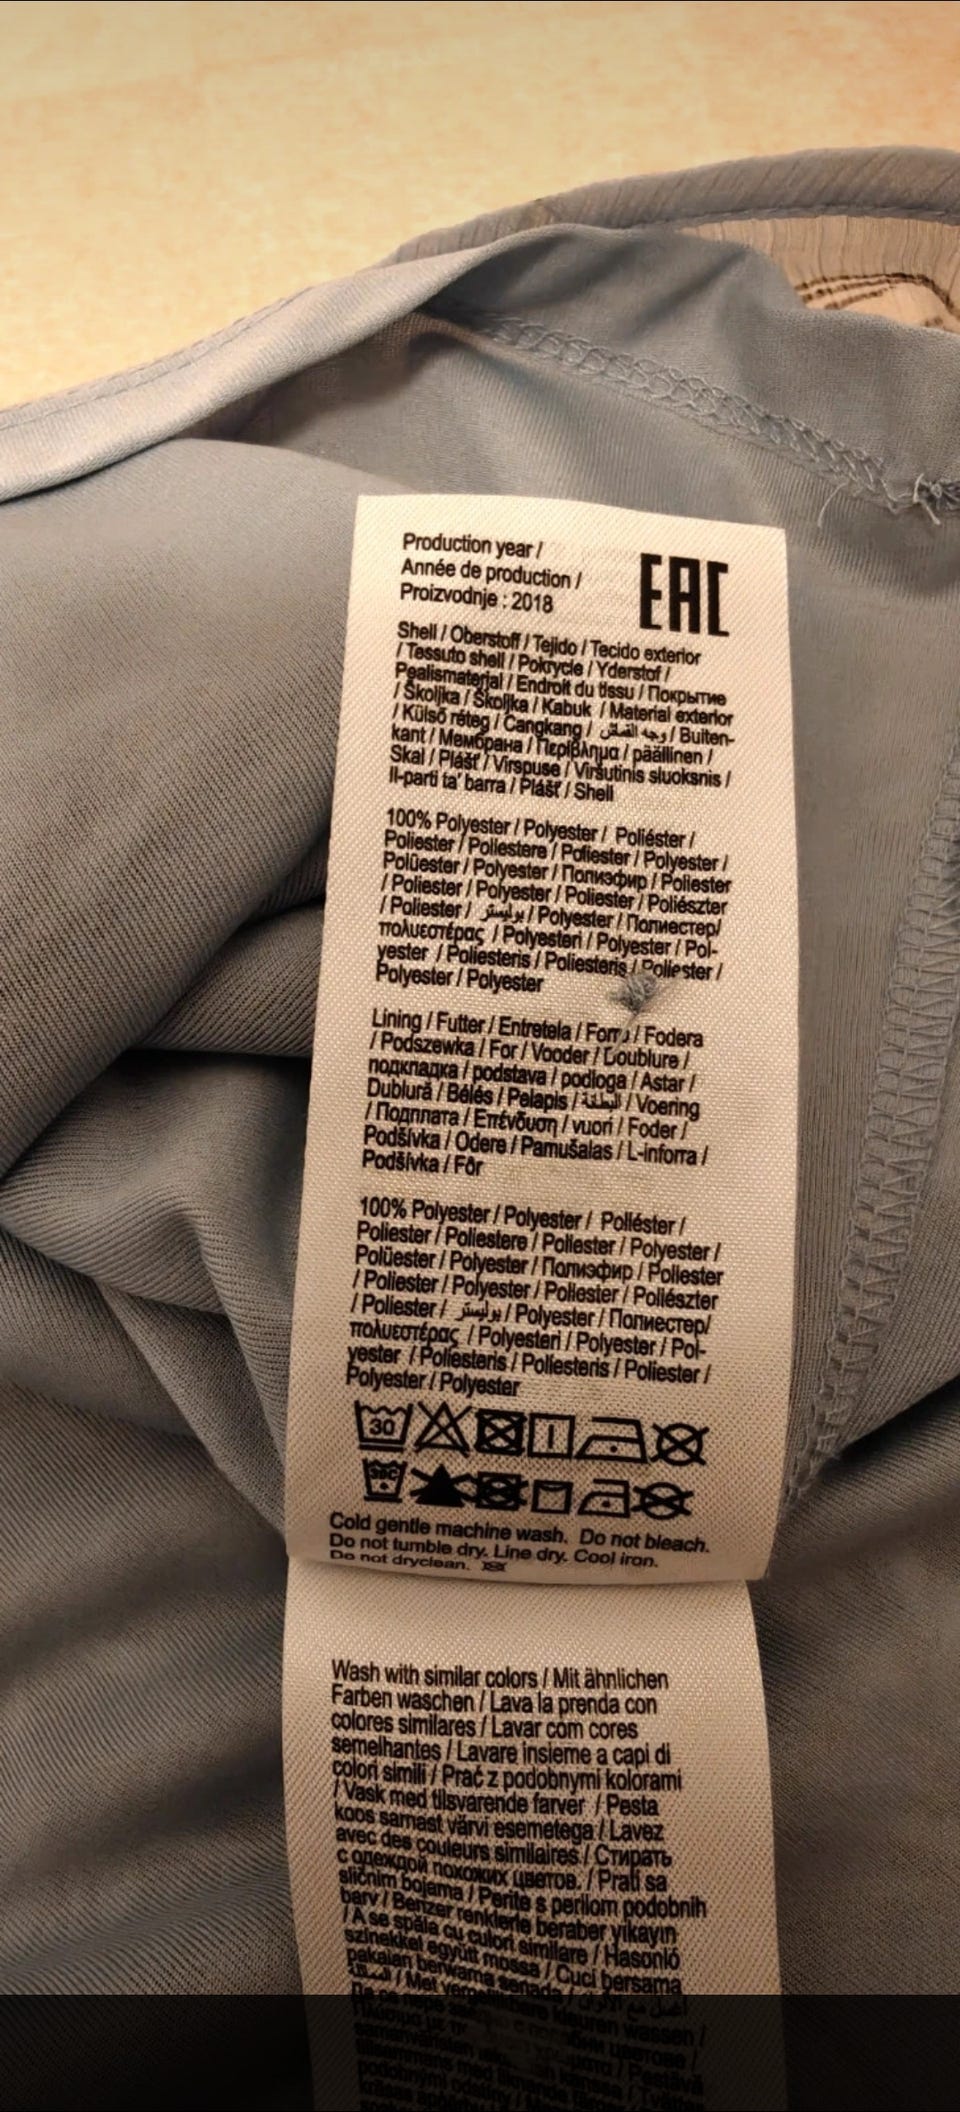 Production year /
Année de production /
Proizvodnje : 2018
EAC
Shell / Oberstoff / Tejido / Tecido exterior
/ Tessuto shell / Pokrycie / Yderstof /
Pealismaterjal / Endroit du tissu / Покрытие
/ Školjka / Školjka / Kabuk / Material exterior
/ Külső réteg / Cangkang / وجه القماش / Buiten-
kant / Мембрана / Περίβλημα / päällinen /
Skal / Plášť / Virspuse / Viršutinis sluoksnis /
Il-parti ta' barra / Plášť / Shell
100% Polyester / Polyester / Poliéster /
Poliester / Poliestere / Poliester / Polyester /
Polüester / Polyester / Полиэфир / Poliester
/ Poliester / Polyester / Poliester / Poliészter
/ Poliester / بوليستر / Polyester / Полиестер/
πολυεστέρας / Polyesteri / Polyester / Pol-
yester / Poliesteris / Poliesteris / Poliester /
Polyester / Polyester
Lining / Futter / Entretela / Forro / Fodera
/ Podszewka / For / Vooder / Doublure /
подкладка / podstava / podloga / Astar /
Dublură / Bélés / Pelapis / البطانة / Voering
/ Подплата / Επένδυση / vuori / Foder /
Podšívka / Odere / Pamušalas / L-inforra /
Podšívka / Fôr
100% Polyester / Polyester / Poliéster /
Poliester / Poliestere / Poliester / Polyester /
Polüester / Polyester / Полиэфир / Poliester
/ Poliester / Polyester / Poliester / Poliészter
/ Poliester / بوليستر / Polyester / Полиестер/
πολυεστέρας / Polyesteri / Polyester / Pol-
yester / Poliesteris / Poliesteris / Poliester /
Polyester / Polyester
30
Cold gentle machine wash. Do not bleach.
Do not tumble dry. Line dry. Cool iron.
Do not dryclean.
Wash with similar colors / Mit ähnlichen
Farben waschen / Lava la prenda con
colores similares / Lavar com cores
semelhantes / Lavare insieme a capi di
colori simili / Prać z podobnymi kolorami
/ Vask med tilsvarende farver / Pesta
koos samast värvi esemetega / Lavez
avec des couleurs similaires / Стирать
с одеждой похожих цветов. / Prati sa
sličnim bojama / Perite s perilom podobnih
barv / Benzer renklerle beraber yıkayın
/ A se spăla cu culori similare / Hasonló
színekkel együtt mossa / Cuci bersama
pakaian berwarna senada /
/ Met vergelijkbare kleuren wassen /